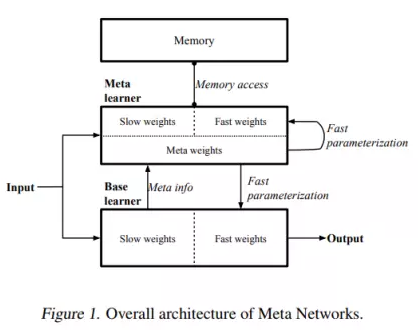 Memory
Meta
learner
Memory access
Slow weights
Fast weights
Fast
parameterization
Meta weights
Input
Base
learner
Meta info
Fast
parameterization
Slow weights
Fast weights
Output
Figure 1. Overall architecture of Meta Networks.